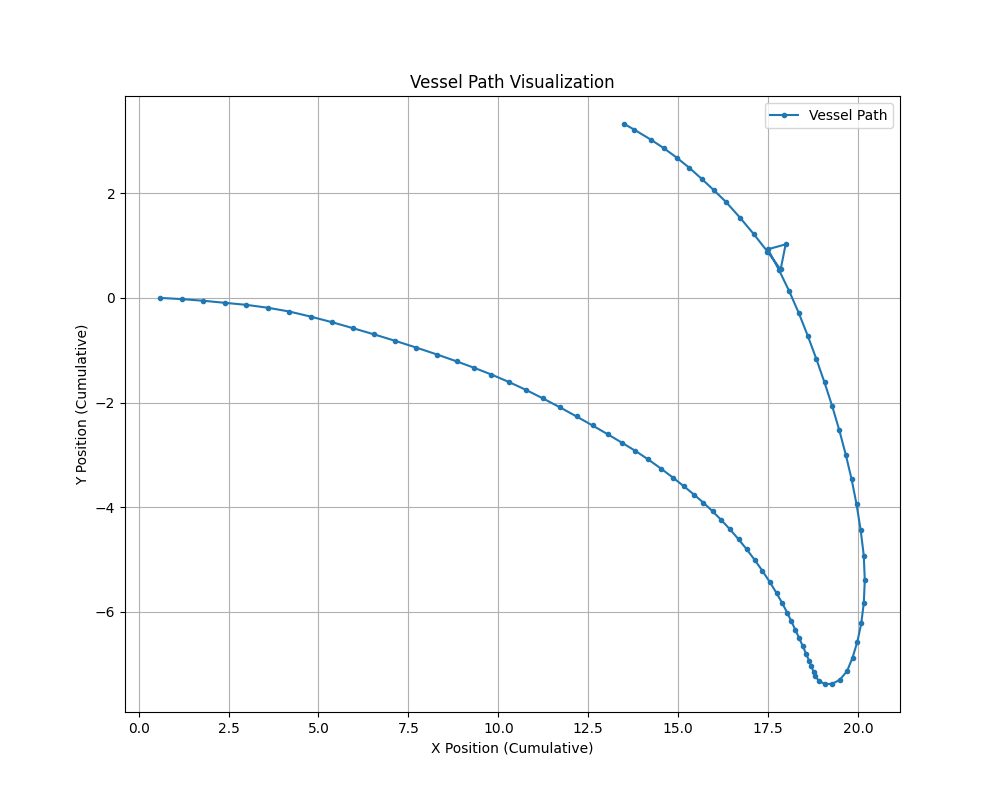 Vessel Path Visualization
Vessel Path
2
0
−2
−4
−6
Y Position (Cumulative)
0.0 2.5 5.0 7.5 10.0 12.5 15.0 17.5 20.0
X Position (Cumulative)